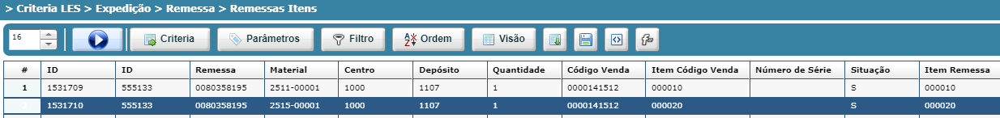 > Criteria LES > Expedição > Remessa > Remessas Itens
16 Criteria Parâmetros Filtro Ordem Visão
# ID ID Remessa Material Centro Depósito Quantidade Código Venda Item Código Venda Número de Série Situação Item Remessa
1 1531709 555133 0080358195 2511-00001 1000 1107 1 0000141512 000010 S 000010
2 1531710 555133 0080358195 2515-00001 1000 1107 1 0000141512 000020 S 000020